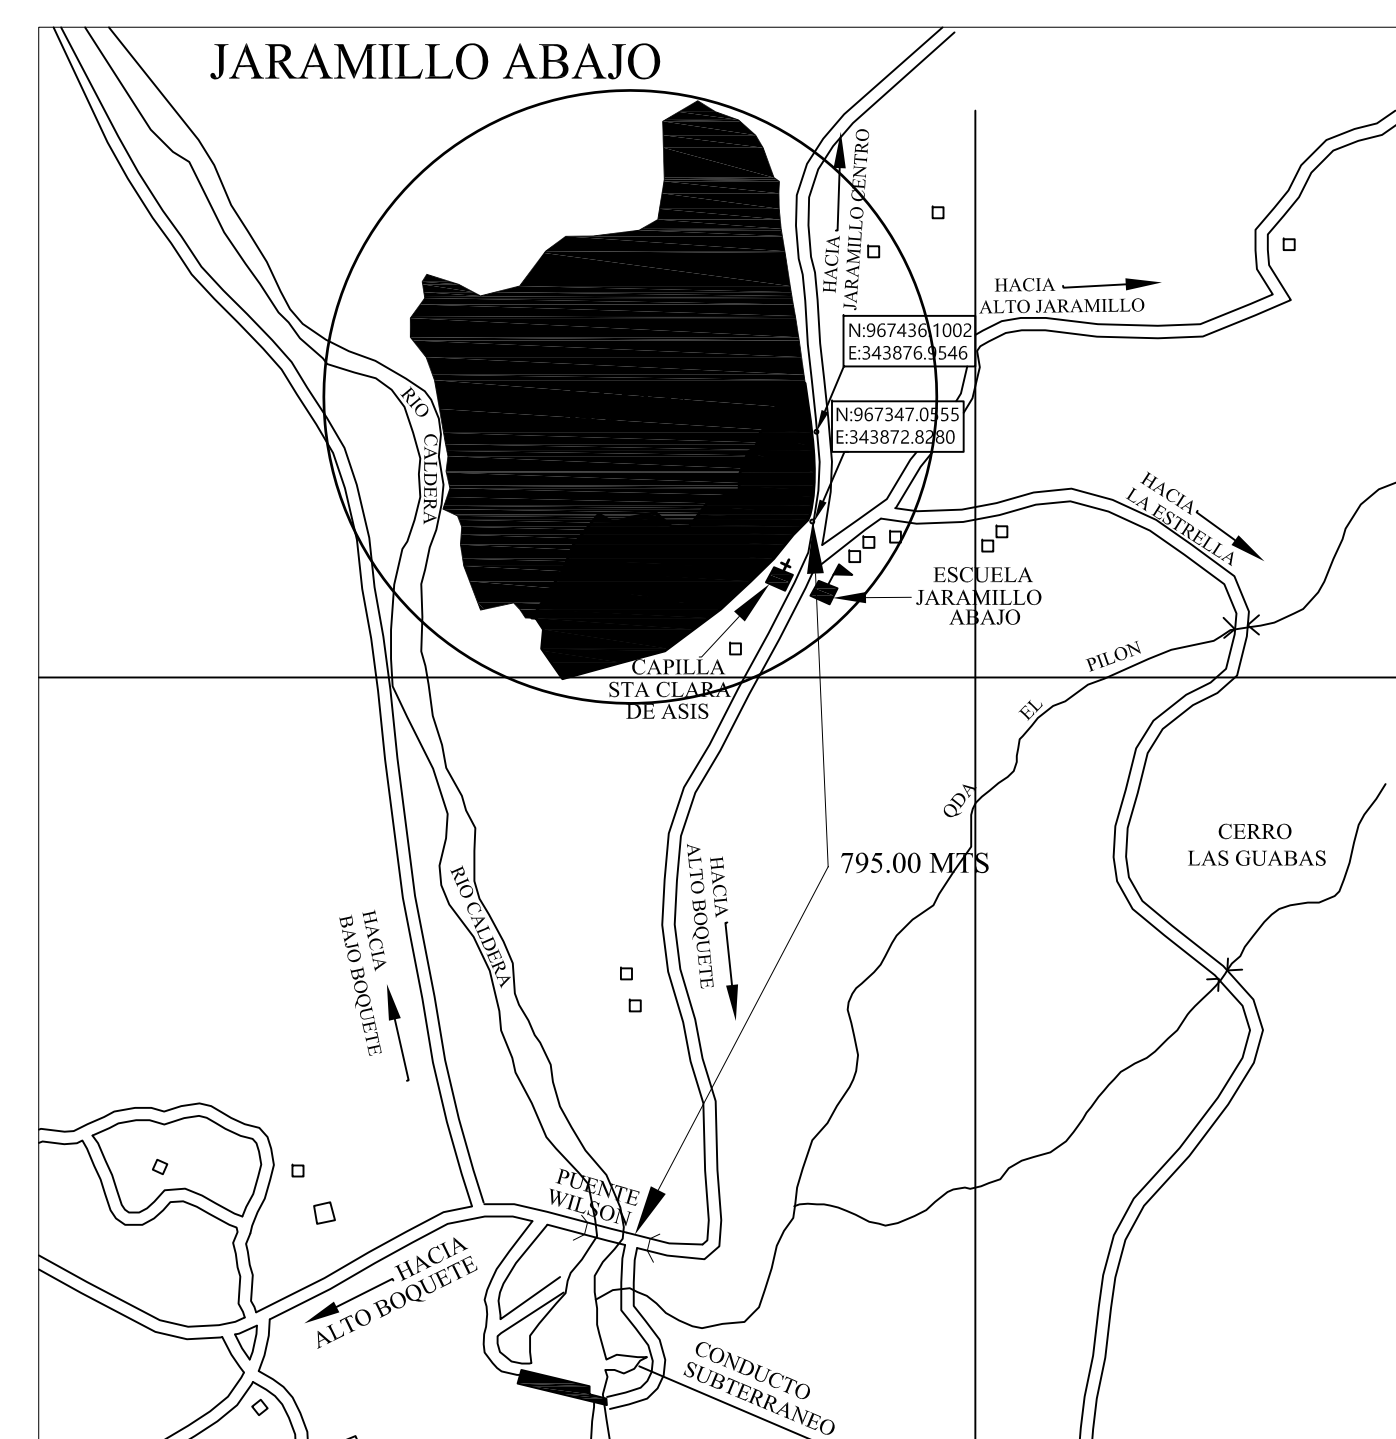 JARAMILLO ABAJO
HACIA
JARAMILLO CENTRO
HACIA
ALTO JARAMILLO
N:967436.1002
E:343876.9546
N:967347.0555
E:343872.8280
RIO CALDERA
HACIA
LA ESTRELLA
ESCUELA
JARAMILLO
ABAJO
CAPILLA
STA CLARA
DE ASIS
QDA EL PILON
CERRO
LAS GUABAS
795.00 MTS
HACIA
ALTO BOQUETE
RIO CALDERA
HACIA
BAJO BOQUETE
PUENTE
WILSON
HACIA
ALTO BOQUETE
CONDUCTO
SUBTERRANEO